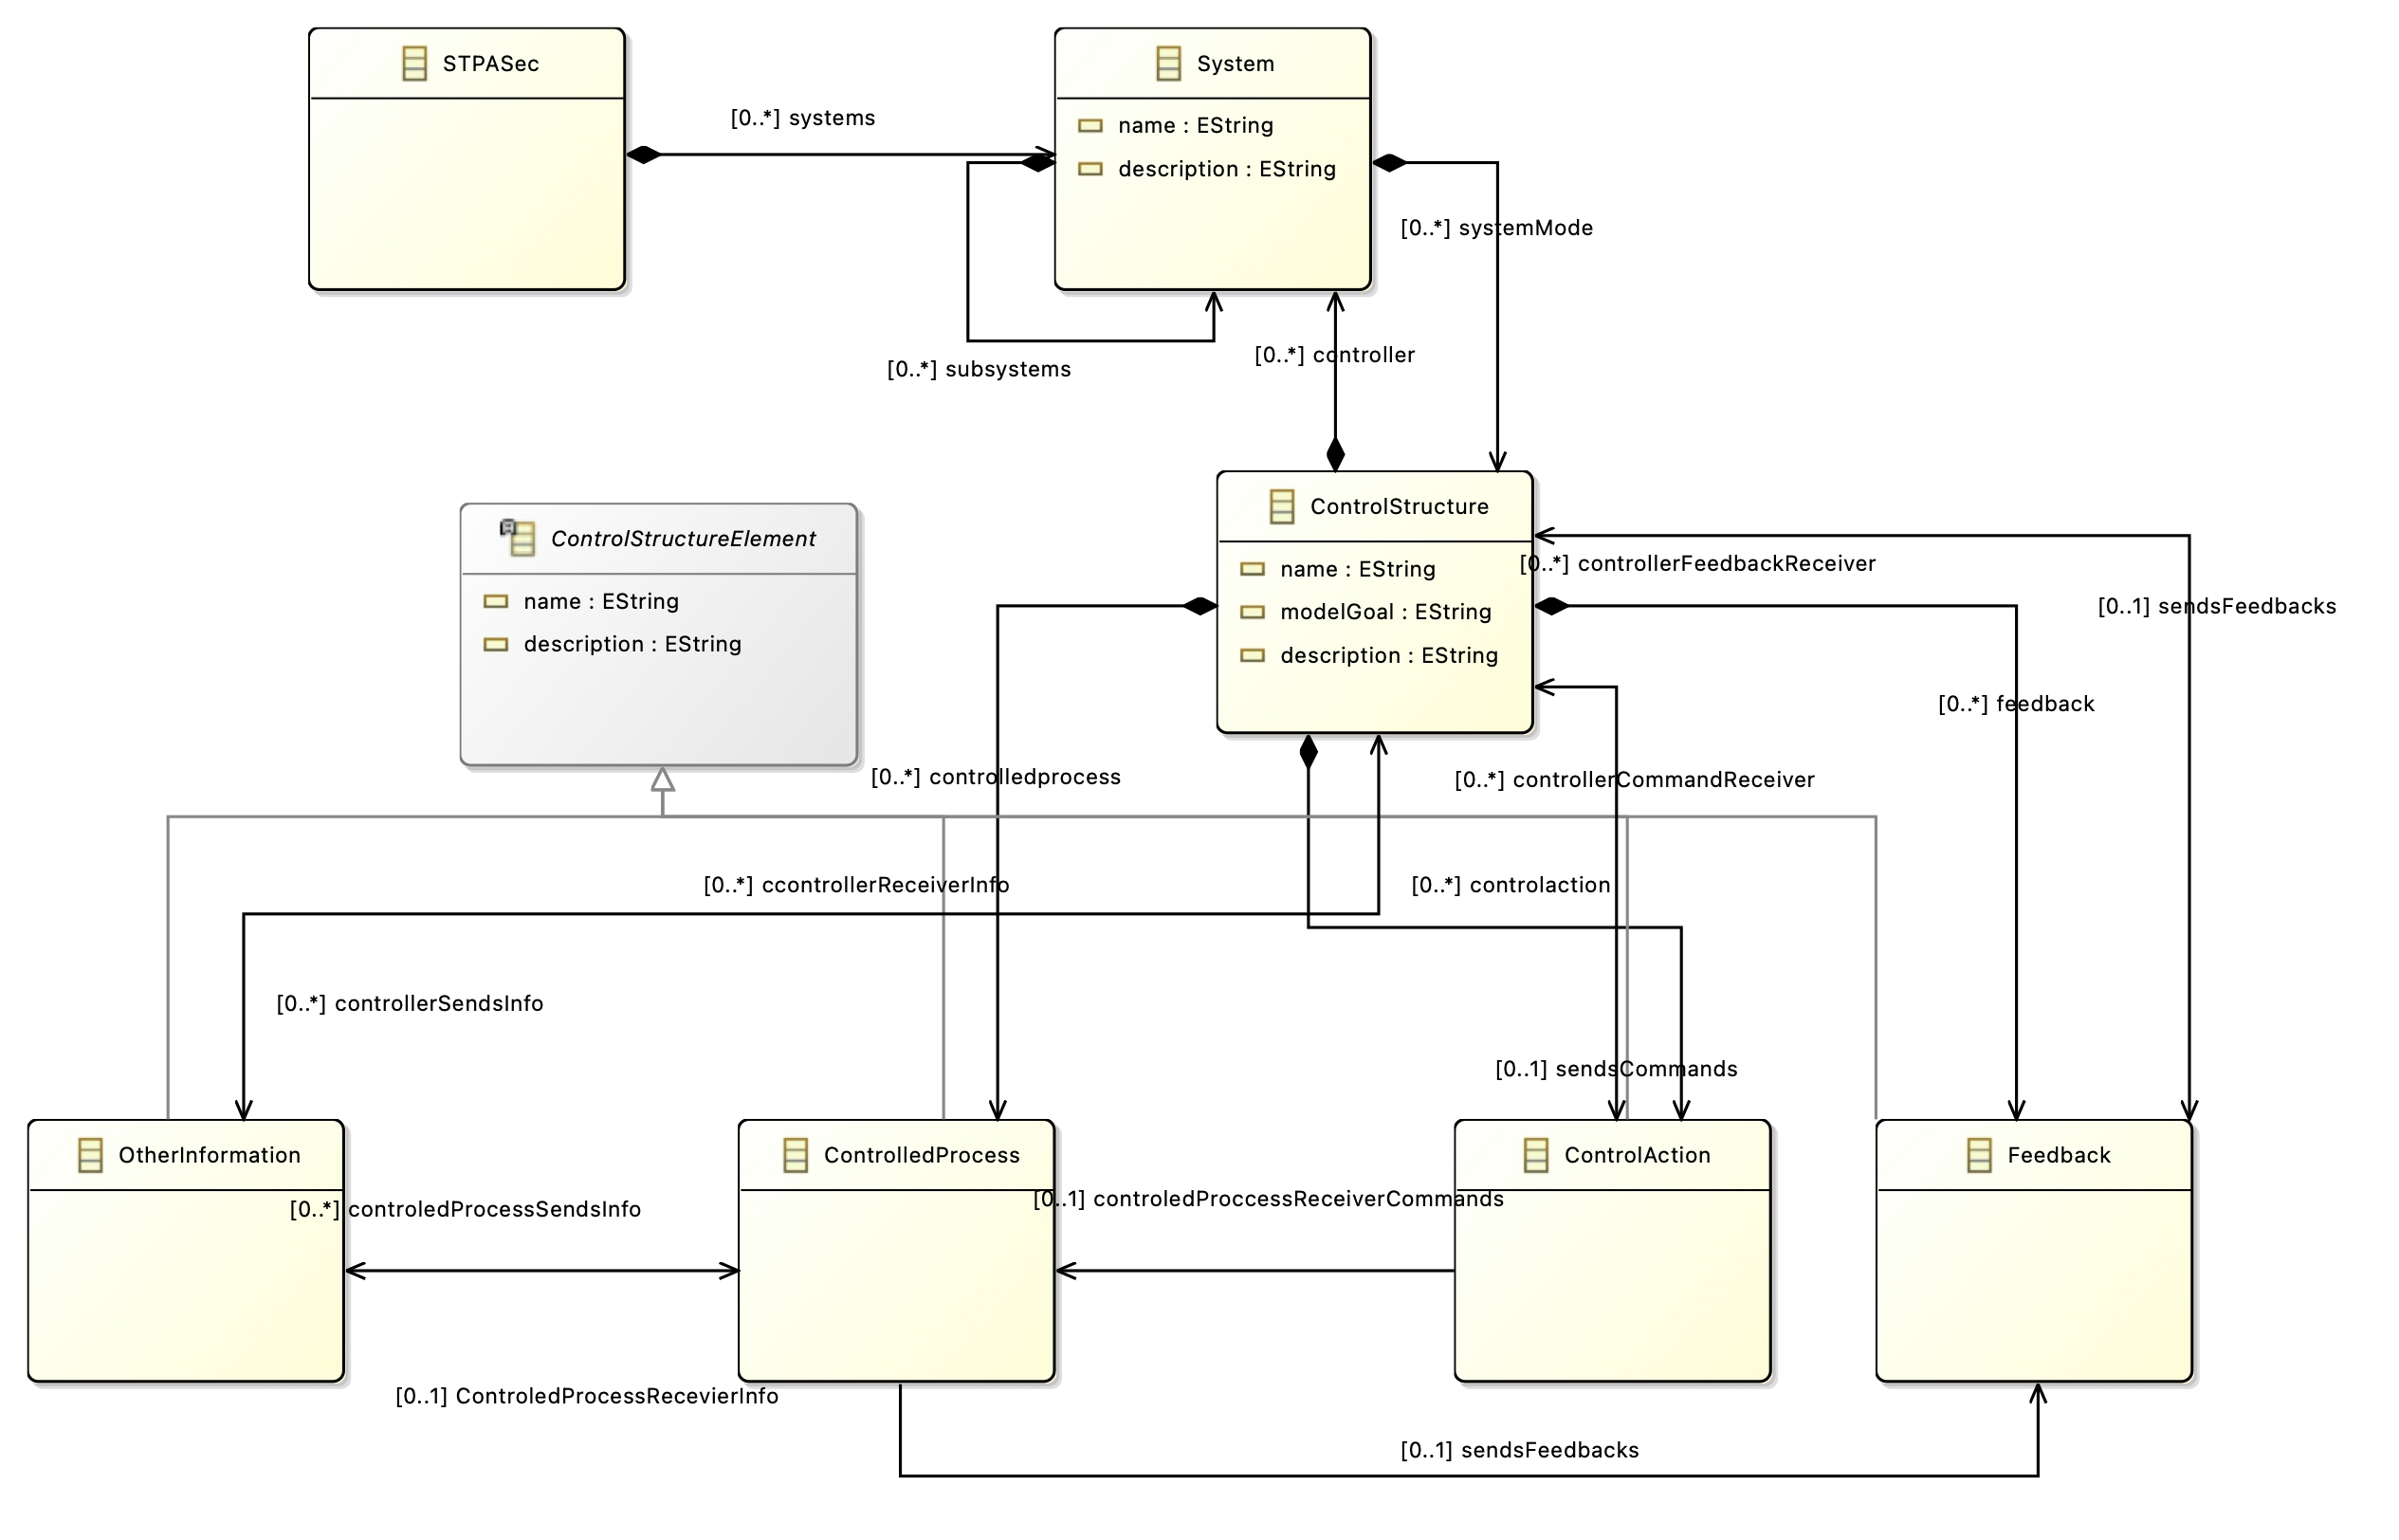 STPASec
System
[0..*] systems
name : EString
description : EString
[0..*] systemMode
[0..*] subsystems
[0..*] controller
ControlStructure
name : EString
modelGoal : EString
description : EString
ControlStructureElement
name : EString
description : EString
[0..*] controllerFeedbackReceiver
[0..1] sendsFeedbacks
[0..*] feedback
[0..*] controlledprocess
[0..*] controllerCommandReceiver
[0..*] ccontrollerReceiverInfo
[0..*] controlaction
[0..*] controllerSendsInfo
[0..1] sendsCommands
OtherInformation
ControlledProcess
ControlAction
Feedback
[0..*] controledProcessSendsInfo
[0..1] controledProccessReceiverCommands
[0..1] ControledProcessRecevierInfo
[0..1] sendsFeedbacks